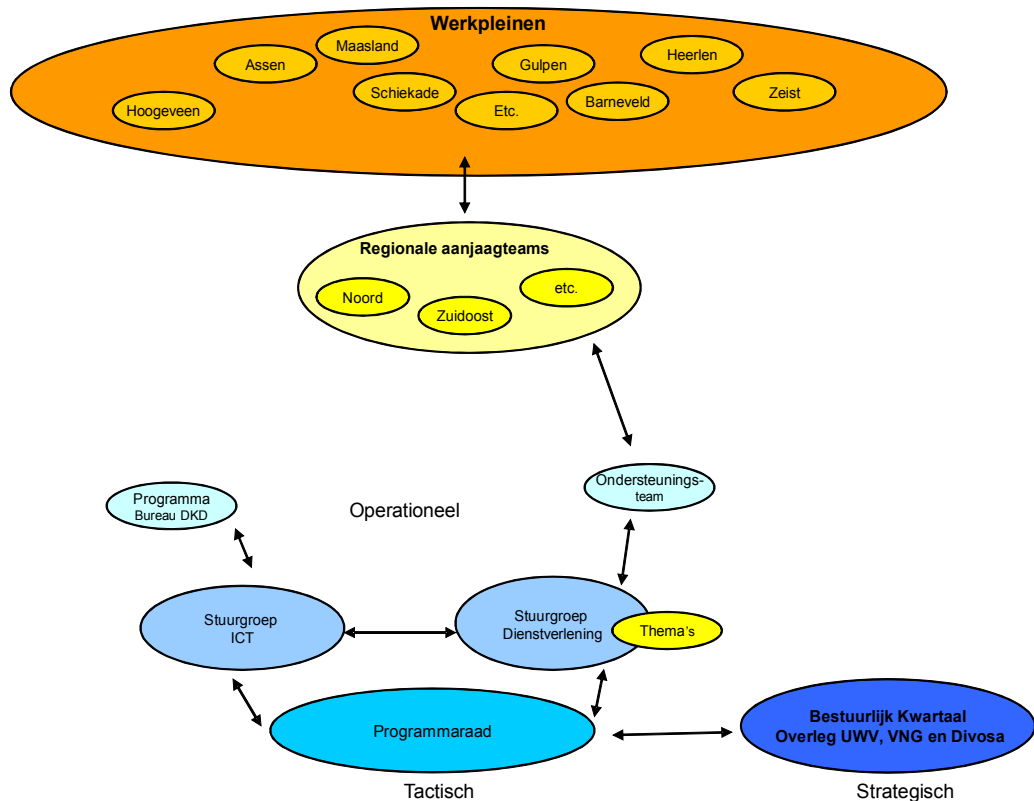 Werkpleinen
Maasland
Assen
Gulpen
Heerlen
Schiekade
Zeist
Hoogeveen
Etc.
Barneveld
Regionale aanjaagteams
Noord
etc.
Zuidoost
Ondersteunings-
team
Programma
Bureau DKD
Operationeel
Stuurgroep
ICT
Stuurgroep
Dienstverlening
Thema's
Programmaraad
Bestuurlijk Kwartaal
Overleg UWV, VNG en Divosa
Tactisch
Strategisch